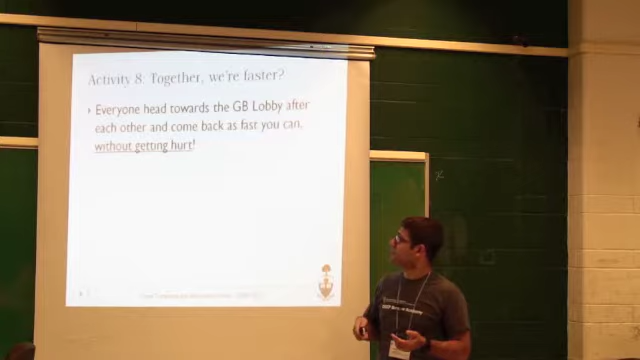 Activity 8: Together, we're faster?
Everyone head towards the GB Lobby after
each other and come back as fast you can,
without getting hurt!